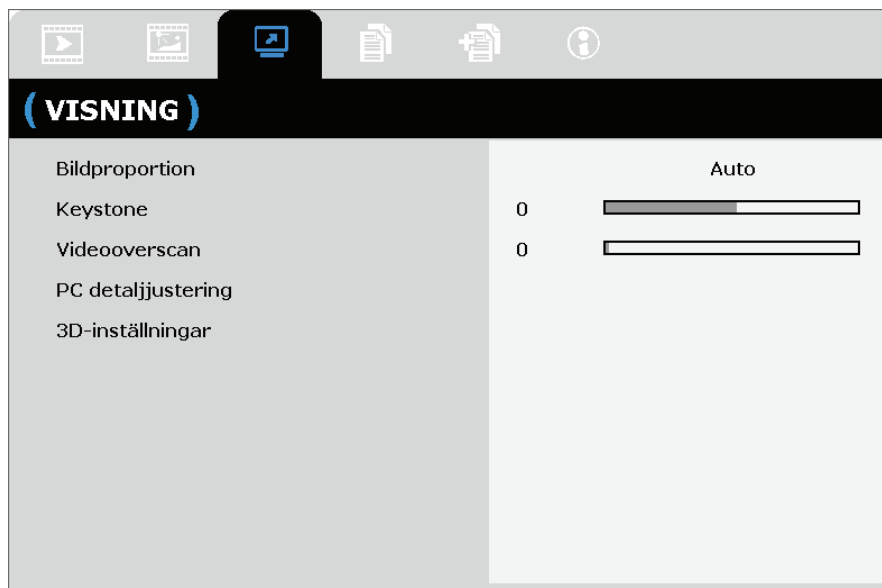 (VISNING)
Bildproportion Auto
Keystone 0
Videooverscan 0
PC detaljjustering
3D-inställningar